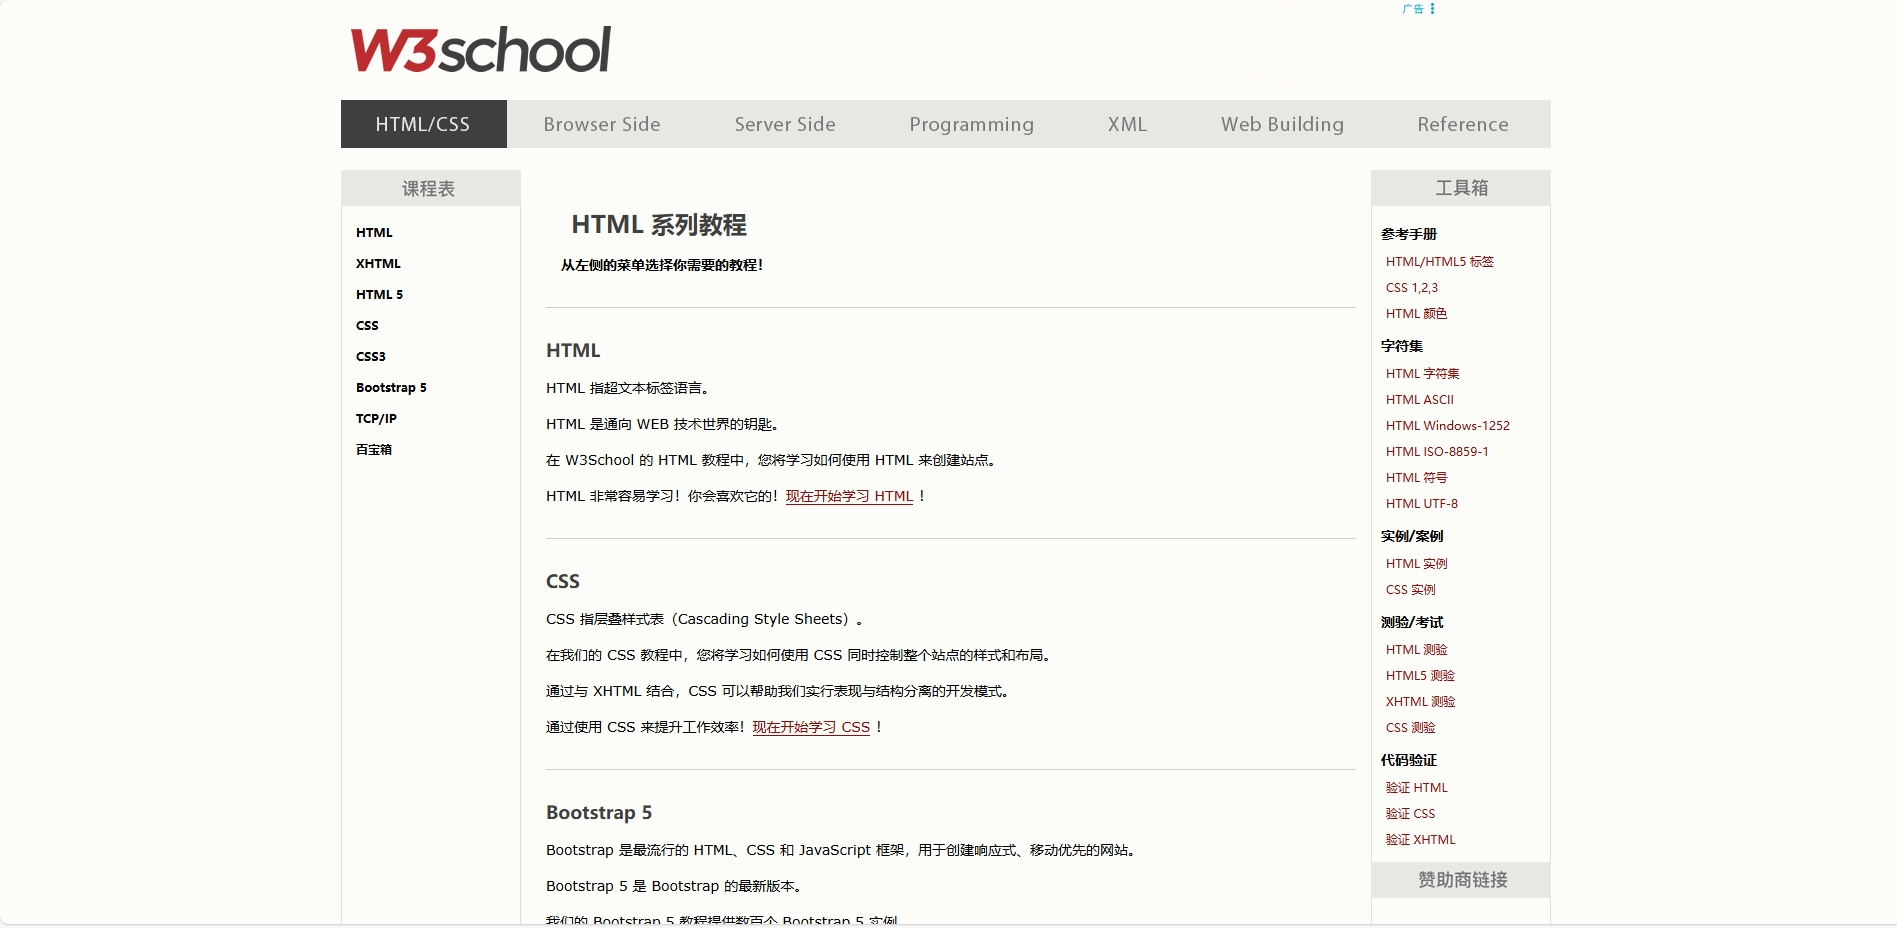 广告
W3school
HTML/CSS
Browser Side
Server Side
Programming
XML
Web Building
Reference
课程表
HTML
XHTML
HTML 5
CSS
CSS3
Bootstrap 5
TCP/IP
百宝箱
HTML 系列教程
从左侧的菜单选择你需要的教程！
HTML
HTML 指超文本标签语言。
HTML 是通向 WEB 技术世界的钥匙。
在 W3School 的 HTML 教程中，您将学习如何使用 HTML 来创建站点。
HTML 非常容易学习！你会喜欢它的！现在开始学习 HTML ！
CSS
CSS 指层叠样式表（Cascading Style Sheets）。
在我们的 CSS 教程中，您将学习如何使用 CSS 同时控制整个站点的样式和布局。
通过与 XHTML 结合，CSS 可以帮助我们实行表现与结构分离的开发模式。
通过使用 CSS 来提升工作效率！现在开始学习 CSS ！
Bootstrap 5
Bootstrap 是最流行的 HTML、CSS 和 JavaScript 框架，用于创建响应式、移动优先的网站。
Bootstrap 5 是 Bootstrap 的最新版本。
我们的 Bootstrap 5 教程提供数百个 Bootstrap 5 实例
工具箱
参考手册
HTML/HTML5 标签
CSS 1,2,3
HTML 颜色
字符集
HTML 字符集
HTML ASCII
HTML Windows-1252
HTML ISO-8859-1
HTML 符号
HTML UTF-8
实例/案例
HTML 实例
CSS 实例
测验/考试
HTML 测验
HTML5 测验
XHTML 测验
CSS 测验
代码验证
验证 HTML
验证 CSS
验证 XHTML
赞助商链接